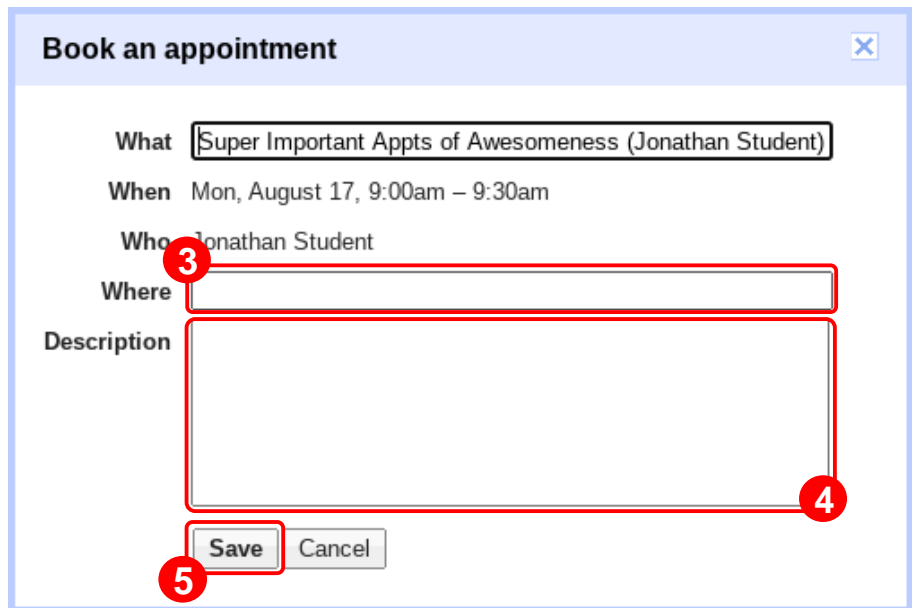 Book an appointment
What Super Important Appts of Awesomeness (Jonathan Student)
When Mon, August 17, 9:00am – 9:30am
Who Jonathan Student
3
Where
Description
4
Save Cancel
5